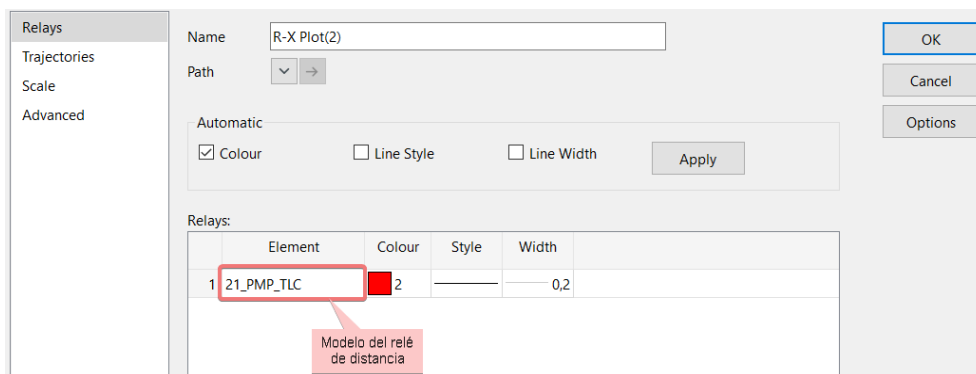 Relays
Trajectories
Scale
Advanced
Name R-X Plot(2)
Path
Automatic
Colour Line Style Line Width Apply
Relays:
Element Colour Style Width
1 21_PMP_TLC 2 0,2
Modelo del relé
de distancia
OK
Cancel
Options